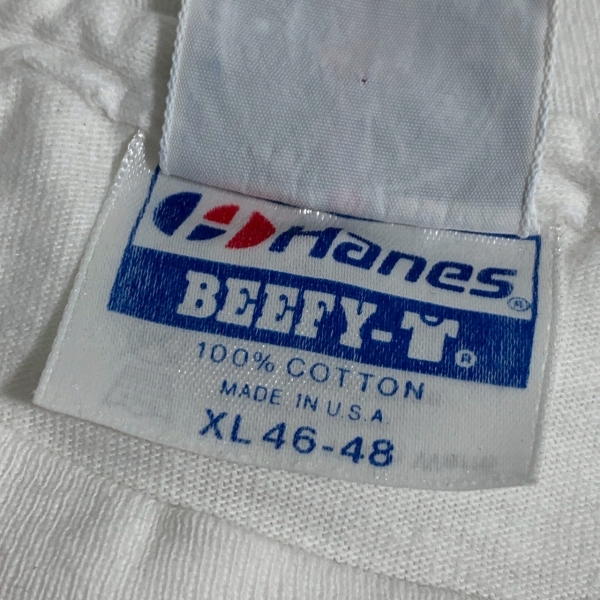 Hanes®
BEEFY-T®
100% COTTON
MADE IN U.S.A.
XL 46-48